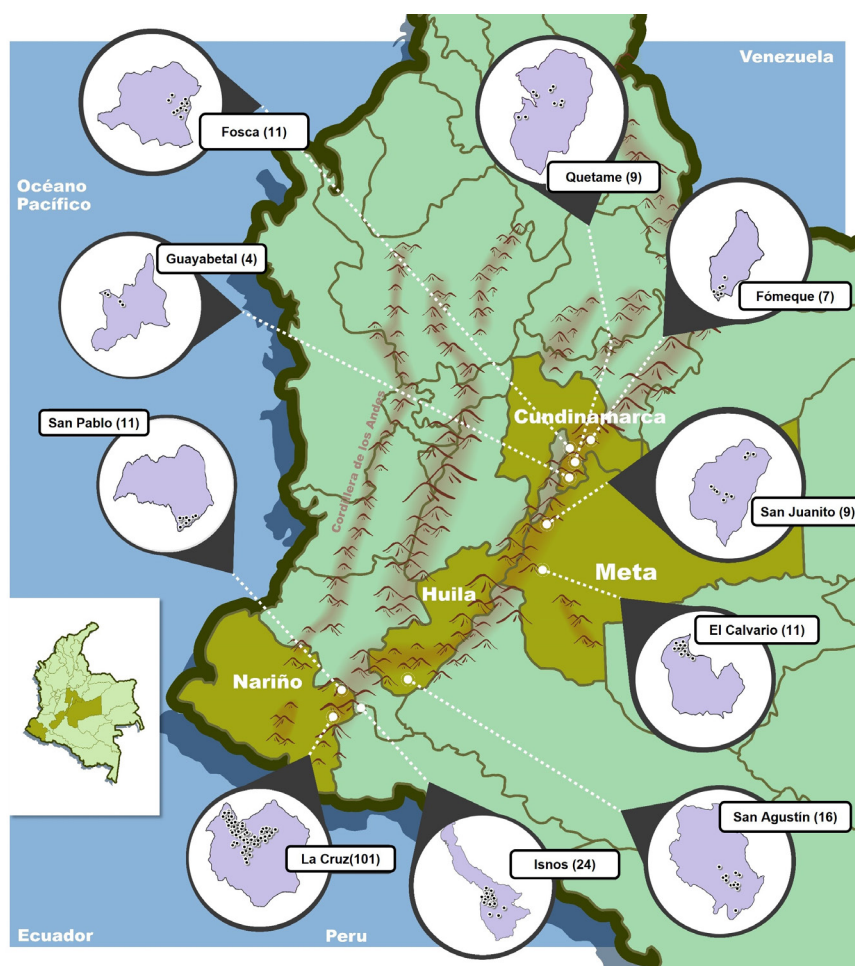 Venezuela
Fosca (11)
Quetame (9)
Océano
Pacífico
Guayabetal (4)
Fómeque (7)
San Pablo (11)
Cundinamarca
Cordillera de los Andes
San Juanito (9)
Meta
Huila
El Calvario (11)
Nariño
San Agustín (16)
La Cruz(101)
Isnos (24)
Ecuador
Peru